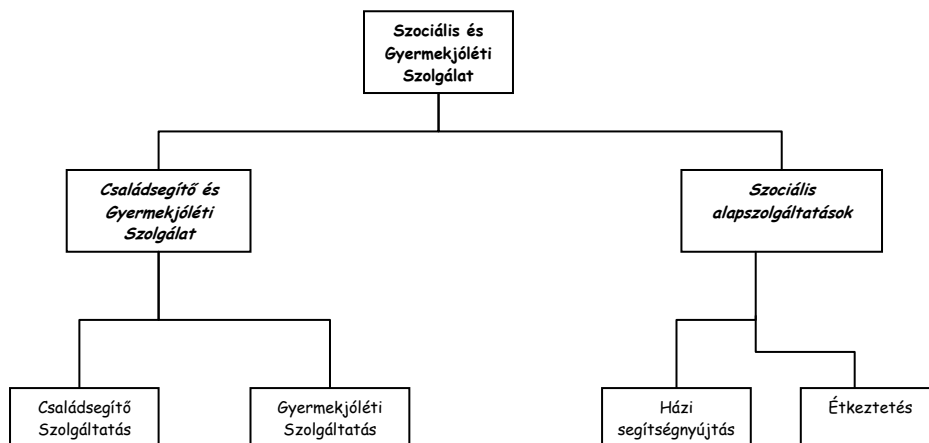 Szociális és
Gyermekjóléti
Szolgálat
Családsegítő és
Gyermekjóléti
Szolgálat
Szociális
alapszolgáltatások
Családsegítő
Szolgáltatás
Gyermekjóléti
Szolgáltatás
Házi
segítségnyújtás
Étkeztetés